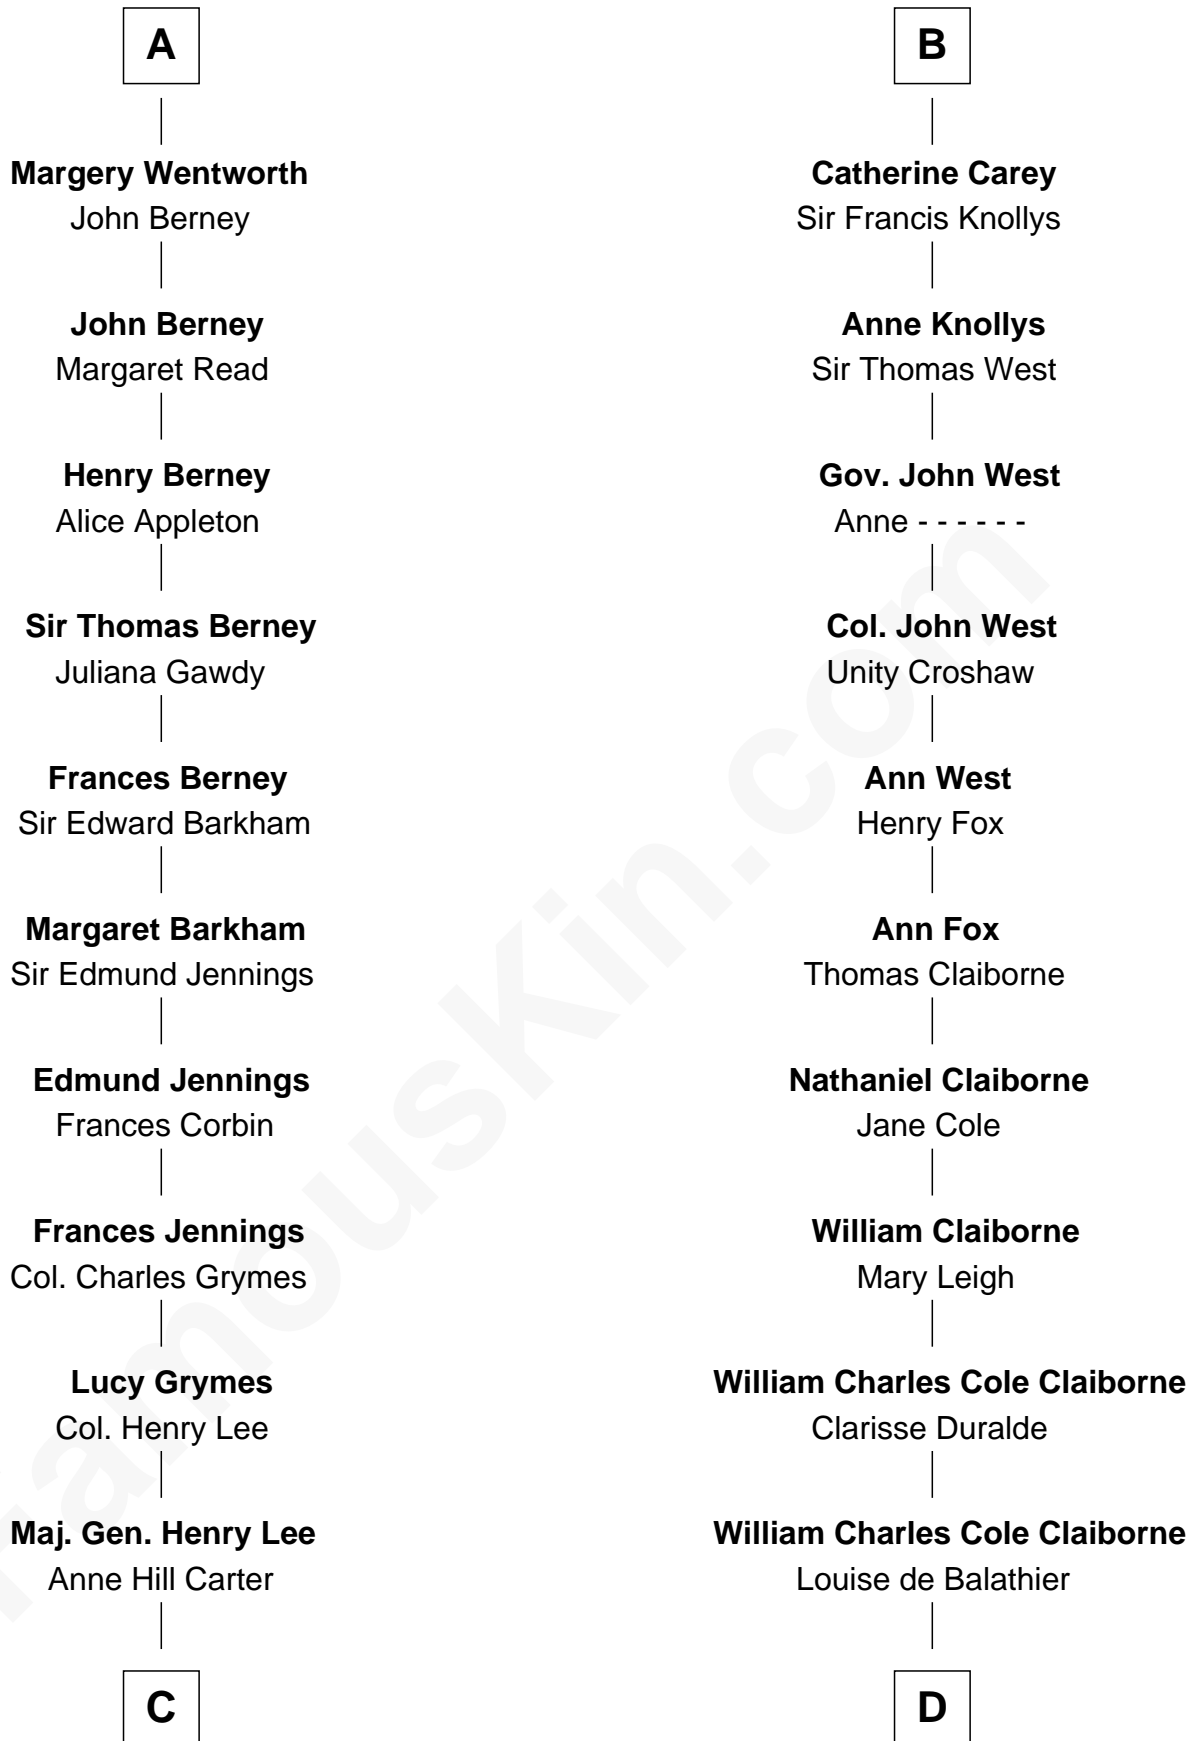 A
Margery Wentworth
John Berney
John Berney
Margaret Read
Henry Berney
Alice Appleton
Sir Thomas Berney
Juliana Gawdy
Frances Berney
Sir Edward Barkham
Margaret Barkham
Sir Edmund Jennings
Edmund Jennings
Frances Corbin
Frances Jennings
Col. Charles Grymes
Lucy Grymes
Col. Henry Lee
Maj. Gen. Henry Lee
Anne Hill Carter
C
B
Catherine Carey
Sir Francis Knollys
Anne Knollys
Sir Thomas West
Gov. John West
Anne - - - - - -
Col. John West
Unity Croshaw
Ann West
Henry Fox
Ann Fox
Thomas Claiborne
Nathaniel Claiborne
Jane Cole
William Claiborne
Mary Leigh
William Charles Cole Claiborne
Clarisse Duralde
William Charles Cole Claiborne
Louise de Balathier
D
FamousKin.com